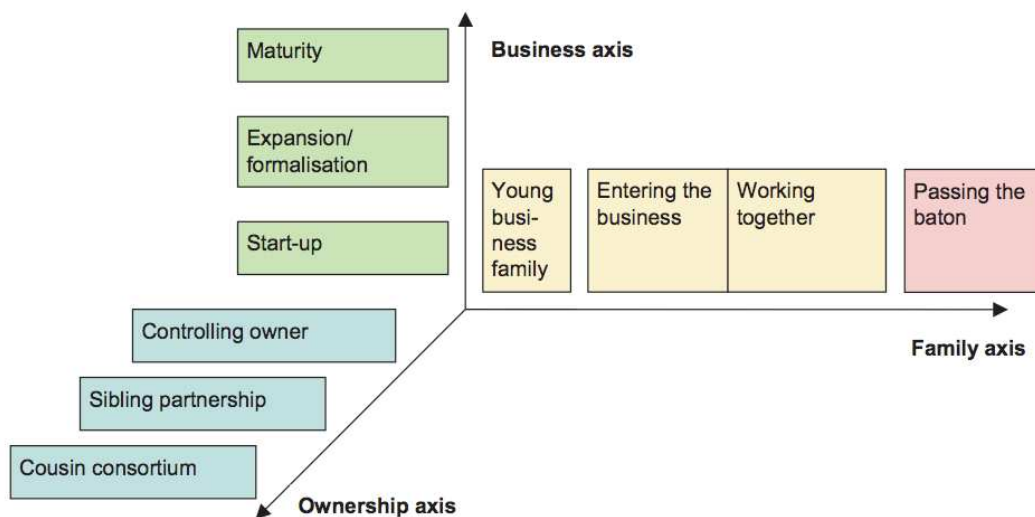 Maturity
Business axis
Expansion/
formalisation
Start-up
Young
busi-
ness
family
Entering the
business
Working
together
Passing the
baton
Family axis
Controlling owner
Sibling partnership
Cousin consortium
Ownership axis